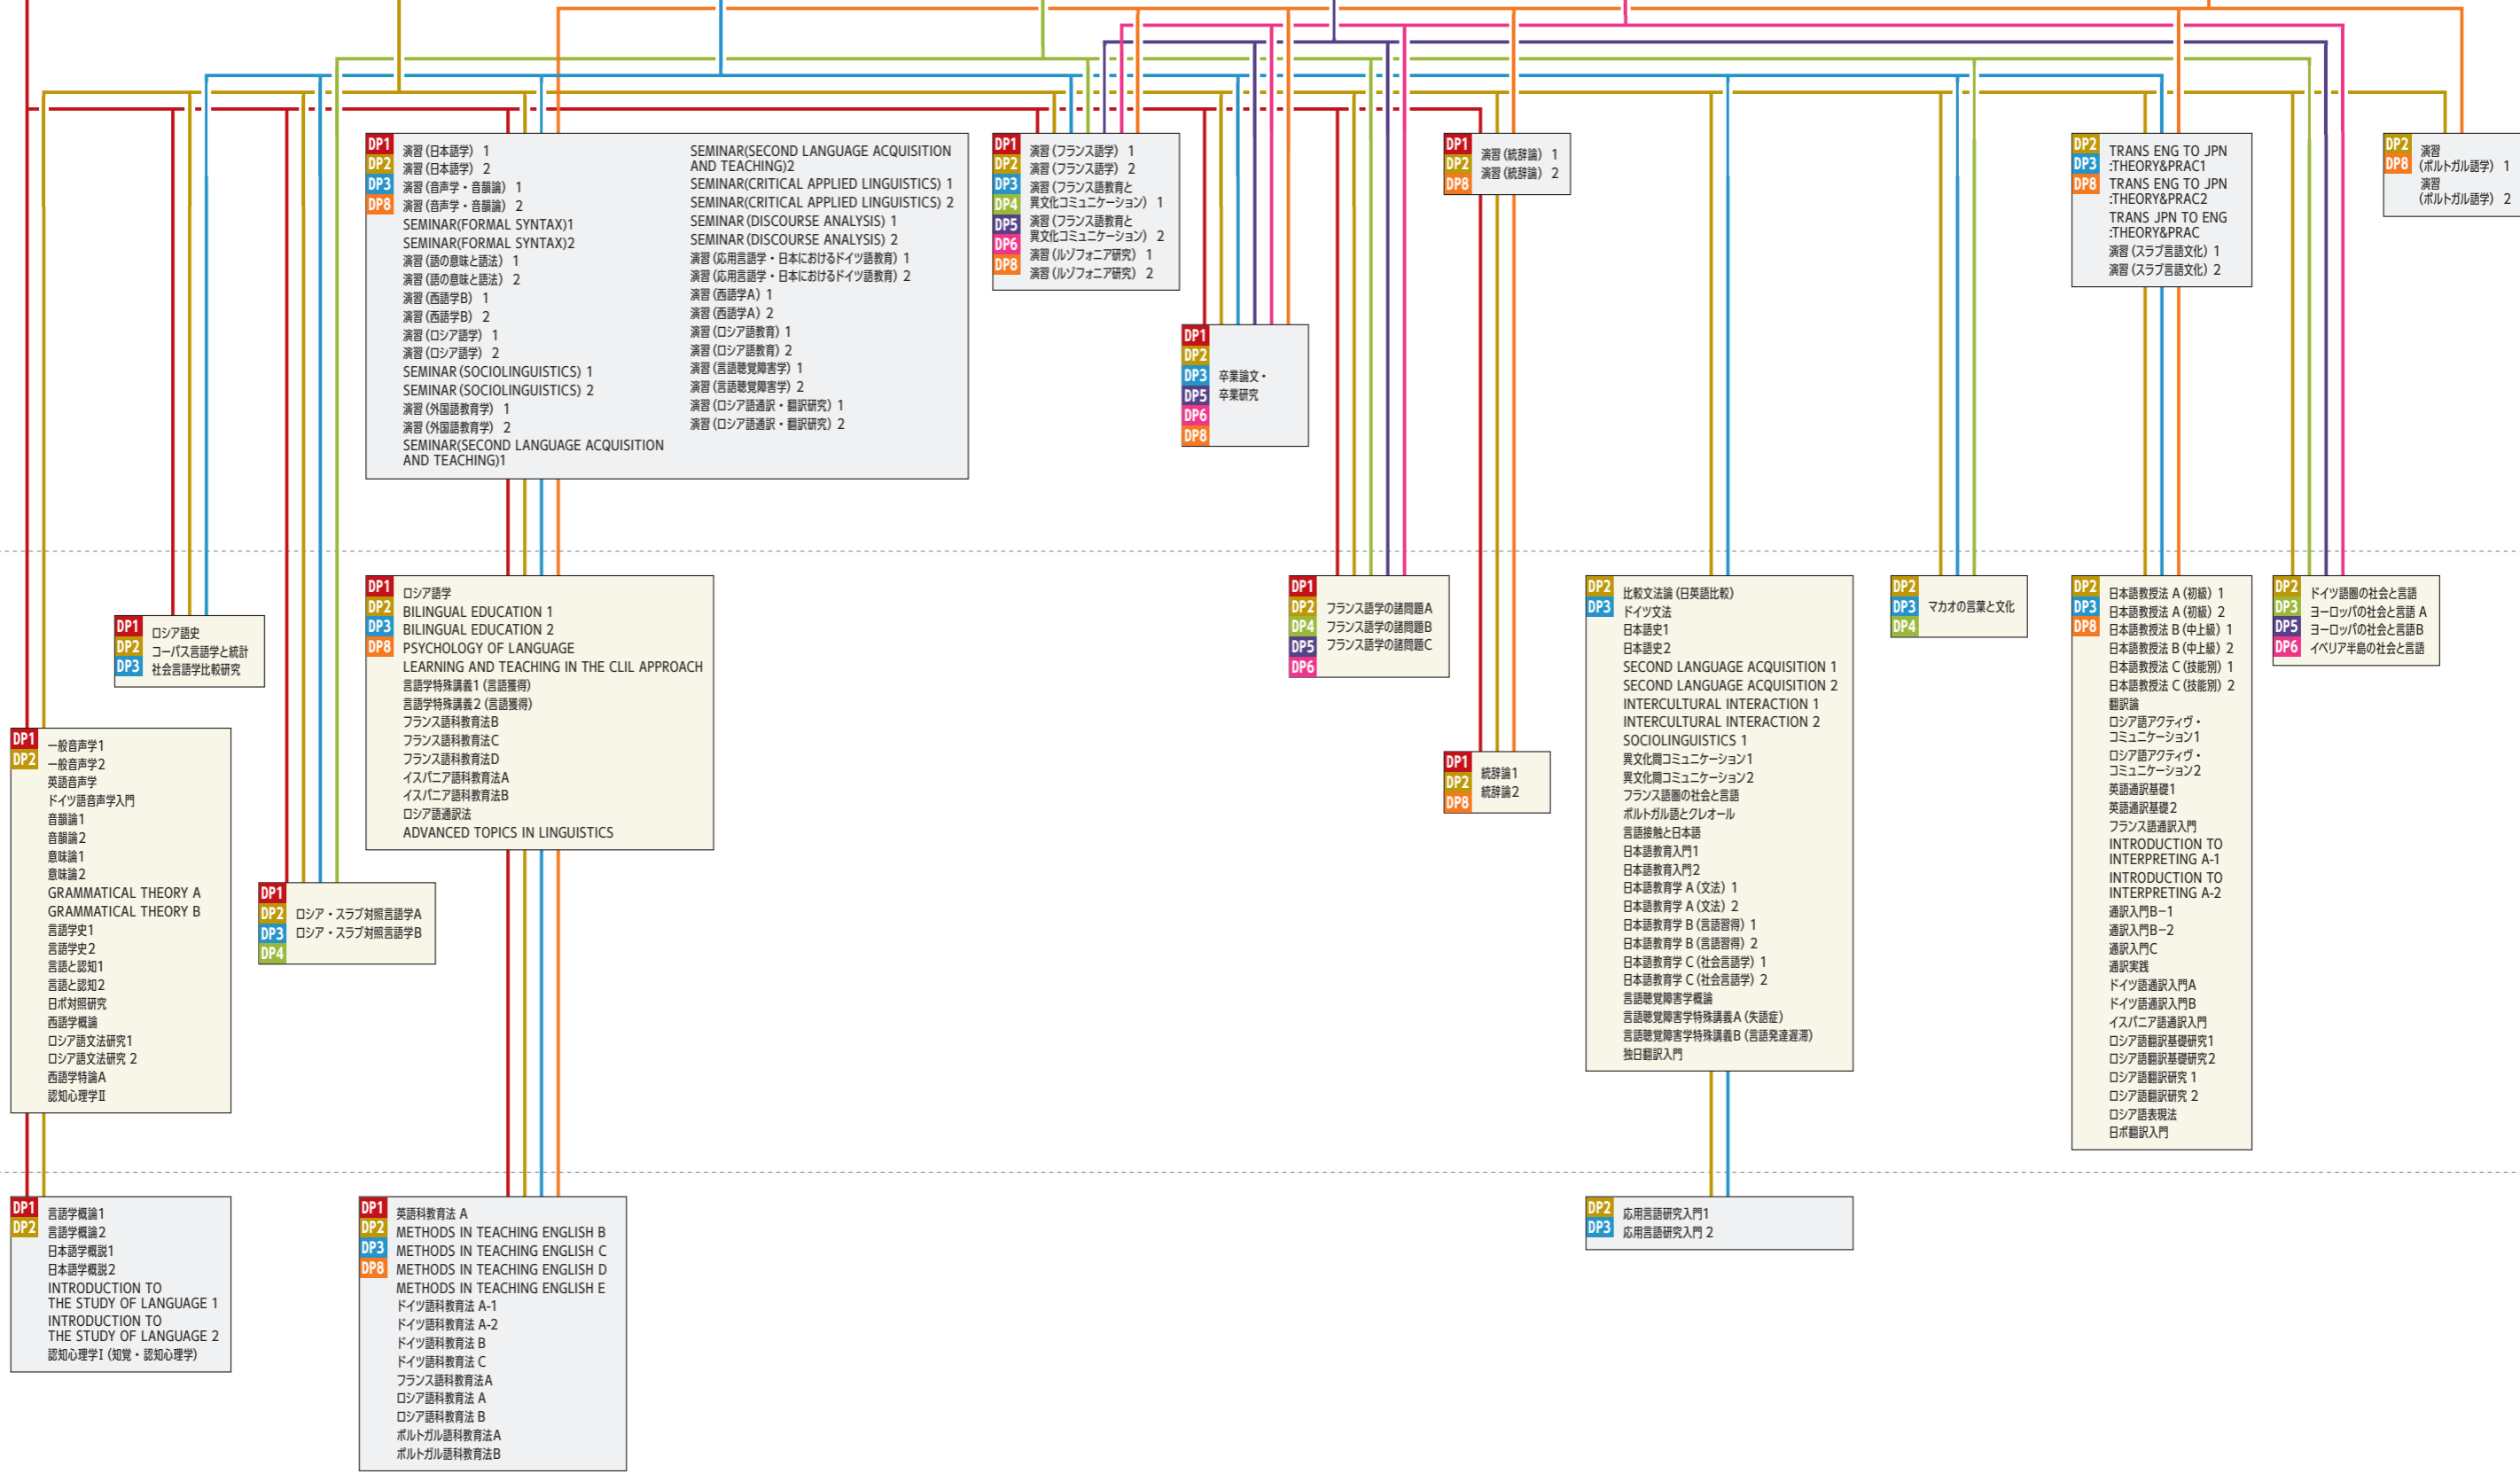 DP1
DP2
DP3
DP8
演習(日本語学) 1
演習(日本語学) 2
演習(音声学・音韻論) 1
演習(音声学・音韻論) 2
SEMINAR(FORMAL SYNTAX)1
SEMINAR(FORMAL SYNTAX)2
演習(語の意味と語法) 1
演習(語の意味と語法) 2
演習(西語学B) 1
演習(西語学B) 2
演習(ロシア語学) 1
演習(ロシア語学) 2
SEMINAR(SOCIOLINGUISTICS) 1
SEMINAR(SOCIOLINGUISTICS) 2
演習(外国語教育学) 1
演習(外国語教育学) 2
SEMINAR(SECOND LANGUAGE ACQUISITION
AND TEACHING)1
SEMINAR(SECOND LANGUAGE ACQUISITION
AND TEACHING)2
SEMINAR(CRITICAL APPLIED LINGUISTICS) 1
SEMINAR(CRITICAL APPLIED LINGUISTICS) 2
SEMINAR(DISCOURSE ANALYSIS) 1
SEMINAR(DISCOURSE ANALYSIS) 2
演習(応用言語学・日本におけるドイツ語教育) 1
演習(応用言語学・日本におけるドイツ語教育) 2
演習(西語学A) 1
演習(西語学A) 2
演習(ロシア語教育) 1
演習(ロシア語教育) 2
演習(言語聴覚障害学) 1
演習(言語聴覚障害学) 2
演習(ロシア語通訳・翻訳研究) 1
演習(ロシア語通訳・翻訳研究) 2
DP1
DP2
DP3
DP4
DP5
DP6
DP8
演習(フランス語学) 1
演習(フランス語学) 2
演習(フランス語教育と
異文化コミュニケーション) 1
演習(フランス語教育と
異文化コミュニケーション) 2
演習(ルゾフォニア研究) 1
演習(ルゾフォニア研究) 2
DP1
DP2
DP3
DP5
DP6
DP8
卒業論文・
卒業研究
DP1
DP2
DP8
演習(統辞論) 1
演習(統辞論) 2
DP2
DP3
DP8
TRANS ENG TO JPN
:THEORY&PRAC1
TRANS ENG TO JPN
:THEORY&PRAC2
TRANS JPN TO ENG
:THEORY&PRAC
演習(スラブ言語文化) 1
演習(スラブ言語文化) 2
DP2
DP8
演習
(ポルトガル語学) 1
演習
(ポルトガル語学) 2
DP1
DP2
DP3
ロシア語史
コーパス言語学と統計
社会言語学比較研究
DP1
DP2
DP3
DP8
ロシア語学
BILINGUAL EDUCATION 1
BILINGUAL EDUCATION 2
PSYCHOLOGY OF LANGUAGE
LEARNING AND TEACHING IN THE CLIL APPROACH
言語学特殊講義1(言語獲得)
言語学特殊講義2(言語獲得)
フランス語科教育法B
フランス語科教育法C
フランス語科教育法D
イスパニア語科教育法A
イスパニア語科教育法B
ロシア語通訳法
ADVANCED TOPICS IN LINGUISTICS
DP1
DP2
DP4
DP5
DP6
フランス語学の諸問題A
フランス語学の諸問題B
フランス語学の諸問題C
DP2
DP3
比較文法論(日英語比較)
ドイツ文法
日本語史1
日本語史2
SECOND LANGUAGE ACQUISITION 1
SECOND LANGUAGE ACQUISITION 2
INTERCULTURAL INTERACTION 1
INTERCULTURAL INTERACTION 2
SOCIOLINGUISTICS 1
異文化間コミュニケーション1
異文化間コミュニケーション2
フランス語圏の社会と言語
ポルトガル語とクレオール
言語接触と日本語
日本語教育入門1
日本語教育入門2
日本語教育学 A(文法) 1
日本語教育学 A(文法) 2
日本語教育学 B(言語習得) 1
日本語教育学 B(言語習得) 2
日本語教育学 C(社会言語学) 1
日本語教育学 C(社会言語学) 2
言語聴覚障害学概論
言語聴覚障害学特殊講義A(失語症)
言語聴覚障害学特殊講義B(言語発達遅滞)
独日翻訳入門
DP2
DP3
DP4
マカオの言葉と文化
DP2
DP3
DP8
日本語教授法 A(初級) 1
日本語教授法 A(初級) 2
日本語教授法 B(中上級) 1
日本語教授法 B(中上級) 2
日本語教授法 C(技能別) 1
日本語教授法 C(技能別) 2
翻訳論
ロシア語アクティヴ・
コミュニケーション1
ロシア語アクティヴ・
コミュニケーション2
英語通訳基礎1
英語通訳基礎2
フランス語通訳入門
INTRODUCTION TO
INTERPRETING A-1
INTRODUCTION TO
INTERPRETING A-2
通訳入門B−1
通訳入門B−2
通訳入門C
通訳実践
ドイツ語通訳入門A
ドイツ語通訳入門B
イスパニア語通訳入門
ロシア語翻訳基礎研究1
ロシア語翻訳基礎研究2
ロシア語翻訳研究 1
ロシア語翻訳研究 2
ロシア語表現法
日ポ翻訳入門
DP2
DP3
DP5
DP6
ドイツ語圏の社会と言語
ヨーロッパの社会と言語 A
ヨーロッパの社会と言語B
イベリア半島の社会と言語
DP1
DP2
一般音声学1
一般音声学2
英語音声学
ドイツ語音声学入門
音韻論1
音韻論2
意味論1
意味論2
GRAMMATICAL THEORY A
GRAMMATICAL THEORY B
言語学史1
言語学史2
言語と認知1
言語と認知2
日ポ対照研究
西語学概論
ロシア語文法研究1
ロシア語文法研究 2
西語学特論A
認知心理学Ⅱ
DP1
DP2
DP8
統辞論1
統辞論2
DP1
DP2
DP3
DP4
ロシア・スラブ対照言語学A
ロシア・スラブ対照言語学B
DP1
DP2
言語学概論1
言語学概論2
日本語学概説1
日本語学概説2
INTRODUCTION TO
THE STUDY OF LANGUAGE 1
INTRODUCTION TO
THE STUDY OF LANGUAGE 2
認知心理学Ⅰ(知覚・認知心理学)
DP1
DP2
DP3
DP8
英語科教育法 A
METHODS IN TEACHING ENGLISH B
METHODS IN TEACHING ENGLISH C
METHODS IN TEACHING ENGLISH D
METHODS IN TEACHING ENGLISH E
ドイツ語科教育法 A-1
ドイツ語科教育法 A-2
ドイツ語科教育法 B
ドイツ語科教育法 C
フランス語科教育法A
ロシア語科教育法 A
ロシア語科教育法 B
ポルトガル語科教育法A
ポルトガル語科教育法B
DP2
DP3
応用言語研究入門1
応用言語研究入門 2